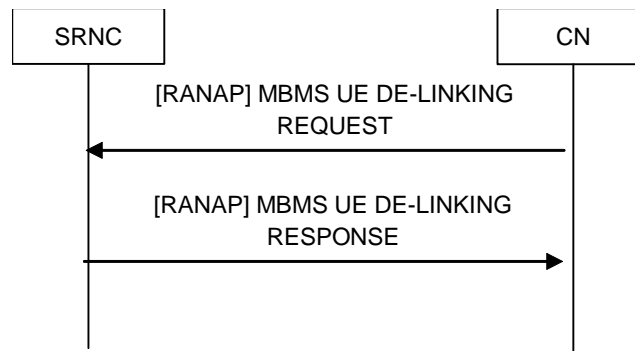 SRNC
CN
[RANAP] MBMS UE DE-LINKING
REQUEST
[RANAP] MBMS UE DE-LINKING
RESPONSE